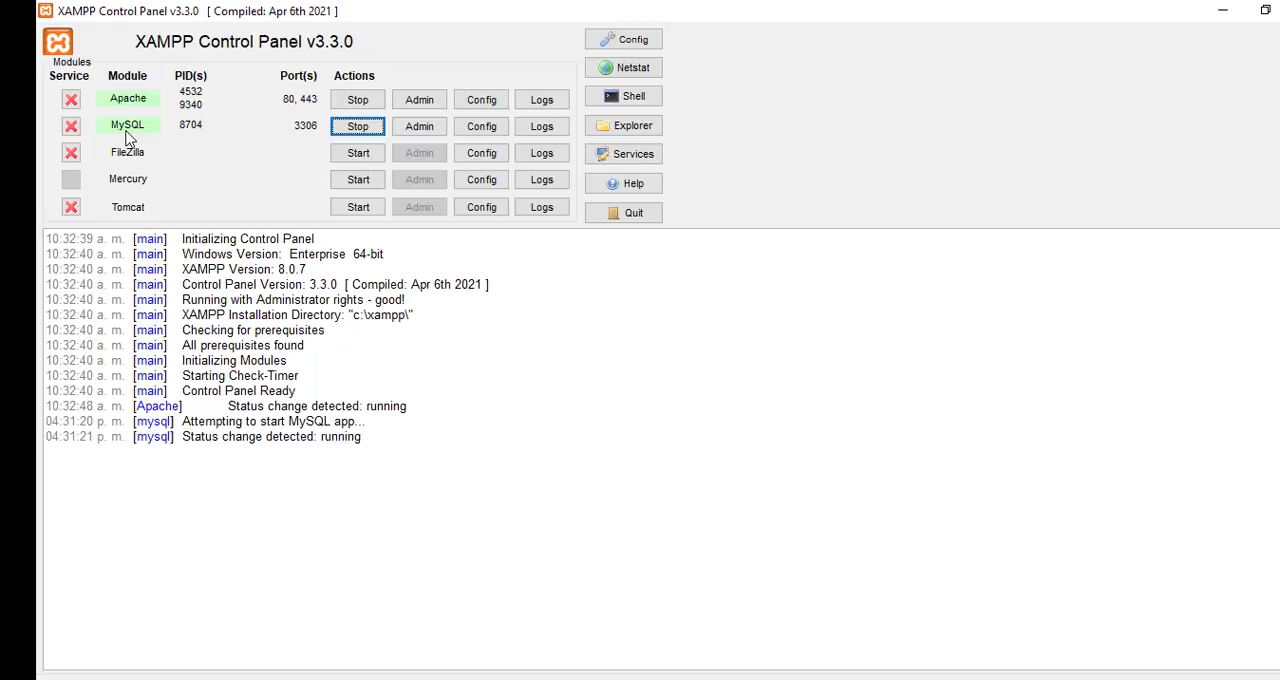 XAMPP Control Panel v3.3.0 [ Compiled: Apr 6th 2021 ]
XAMPP Control Panel v3.3.0
Config
Modules
Service Module PID(s) Port(s) Actions
Netstat
Apache 4532 9340 80, 443 Stop Admin Config Logs
Shell
MySQL 8704 3306 Stop Admin Config Logs
Explorer
FileZilla Start Admin Config Logs
Services
Mercury Start Admin Config Logs
Help
Tomcat Start Admin Config Logs
Quit
10:32:39 a. m. [main] Initializing Control Panel
10:32:40 a. m. [main] Windows Version: Enterprise 64-bit
10:32:40 a. m. [main] XAMPP Version: 8.0.7
10:32:40 a. m. [main] Control Panel Version: 3.3.0 [ Compiled: Apr 6th 2021 ]
10:32:40 a. m. [main] Running with Administrator rights - good!
10:32:40 a. m. [main] XAMPP Installation Directory: "c:\xampp\"
10:32:40 a. m. [main] Checking for prerequisites
10:32:40 a. m. [main] All prerequisites found
10:32:40 a. m. [main] Initializing Modules
10:32:40 a. m. [main] Starting Check-Timer
10:32:40 a. m. [main] Control Panel Ready
10:32:48 a. m. [Apache] Status change detected: running
04:31:20 p. m. [mysql] Attempting to start MySQL app...
04:31:21 p. m. [mysql] Status change detected: running